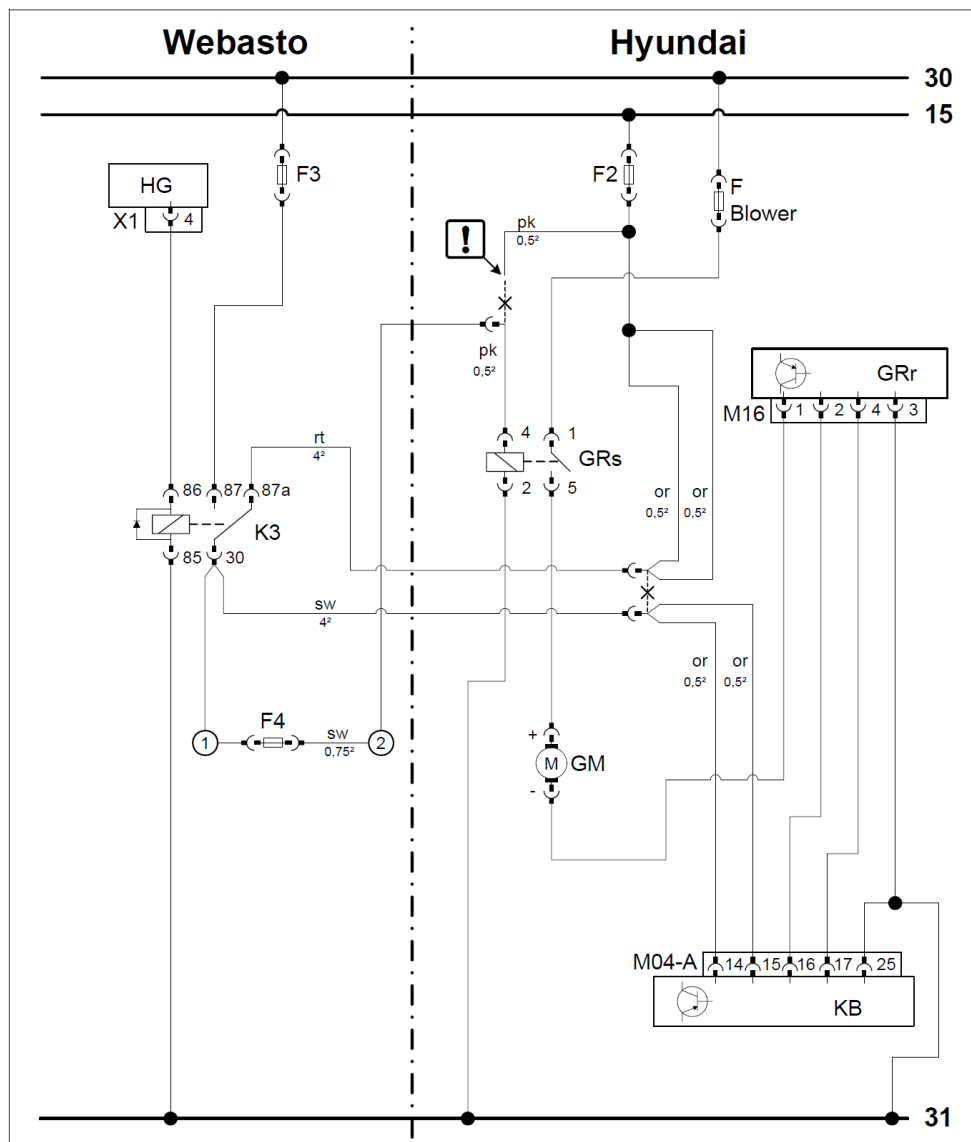 Webasto
Hyundai
30
15
HG
X1
4
F3
F2
F
Blower
!
pk
0,5²
pk
0,5²
GRr
M16
1
2
4
3
rt
4²
4
1
GRs
2
5
or
0,5²
or
0,5²
86
87
87a
K3
85
30
sw
4²
or
0,5²
or
0,5²
F4
1
sw
0,75²
2
+
M
GM
-
M04-A
14
15
16
17
25
KB
31